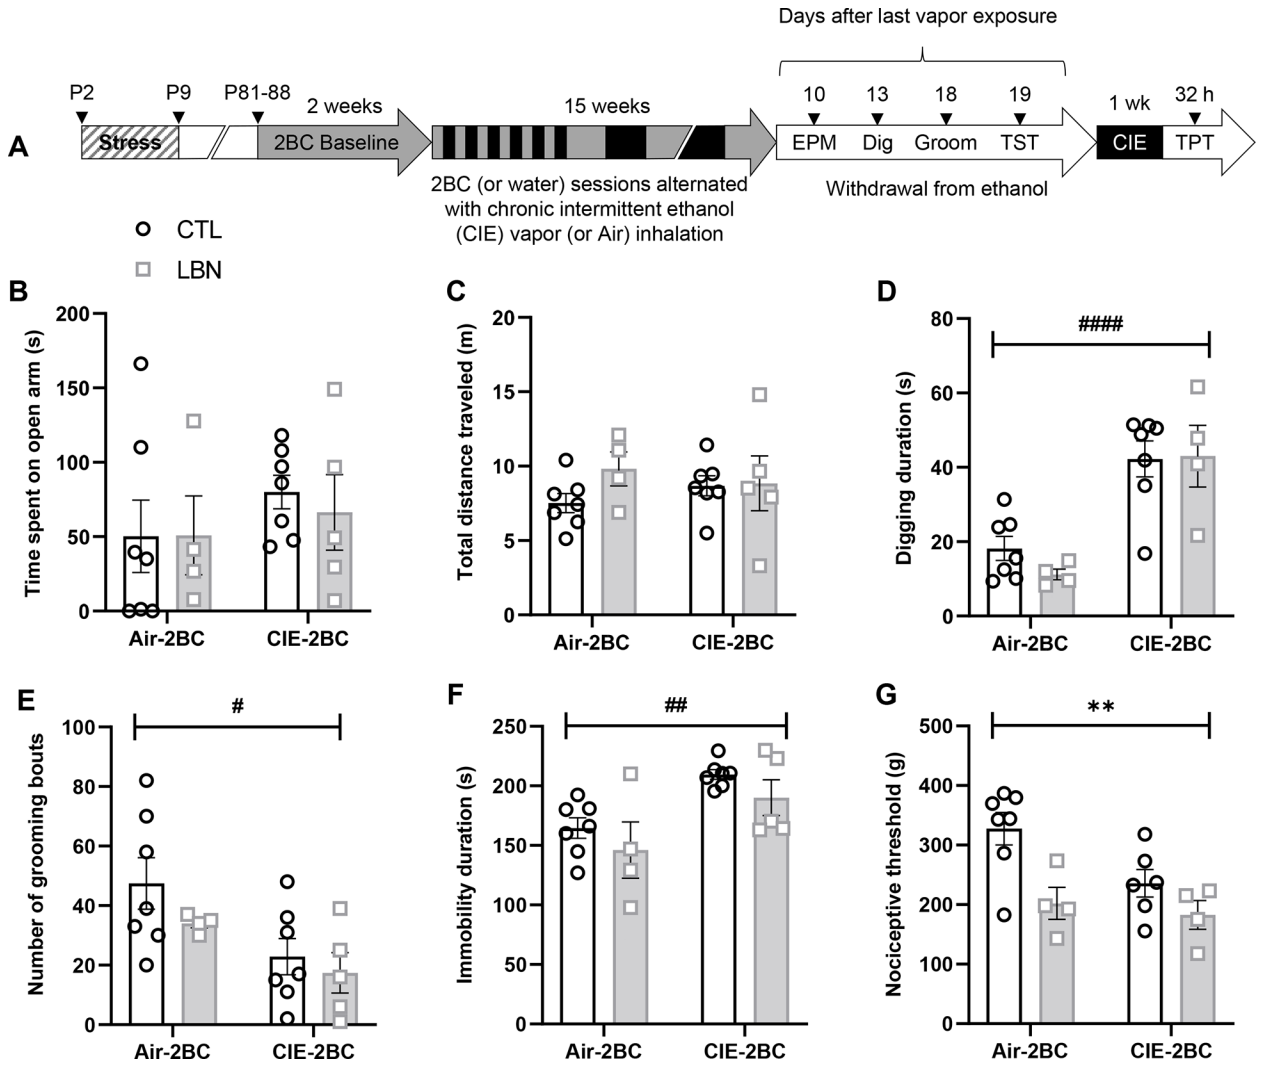 Days after last vapor exposure
P2 P9 P81-88 2 weeks 15 weeks 10 13 18 19 1 wk 32 h
A Stress 2BC Baseline EPM Dig Groom TST CIE TPT
2BC (or water) sessions alternated
with chronic intermittent ethanol
(CIE) vapor (or Air) inhalation
Withdrawal from ethanol
CTL
LBN
B
Time spent on open arm (s)
200
150
100
50
0
Air-2BC CIE-2BC
C
Total distance traveled (m)
20
15
10
5
0
Air-2BC CIE-2BC
D
####
Digging duration (s)
80
60
40
20
0
Air-2BC CIE-2BC
E
#
Number of grooming bouts
100
80
60
40
20
0
Air-2BC CIE-2BC
F
##
Immobility duration (s)
250
200
150
100
50
0
Air-2BC CIE-2BC
G
**
Nociceptive threshold (g)
500
400
300
200
100
0
Air-2BC CIE-2BC